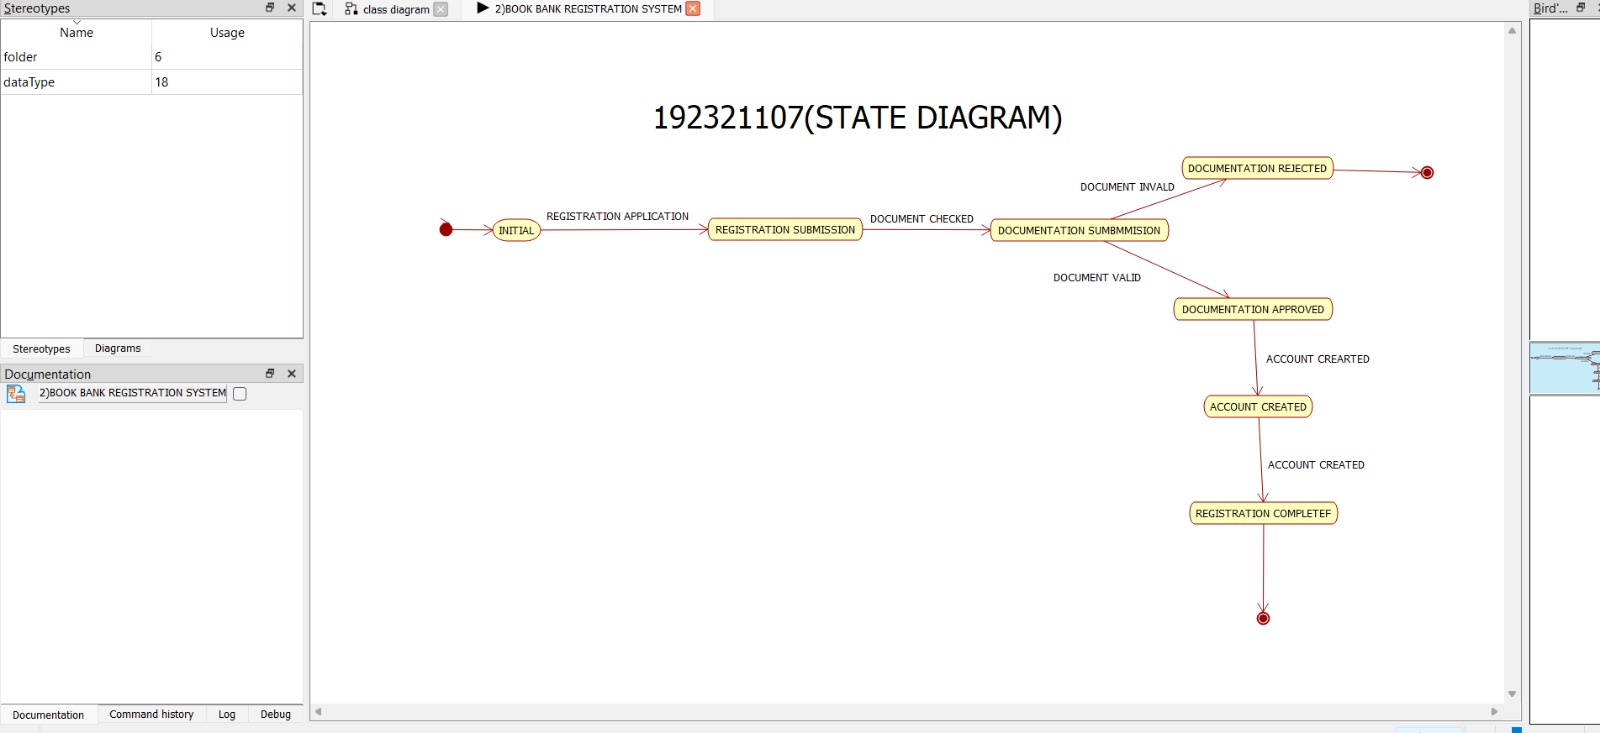 Stereotypes
Name Usage
folder 6
dataType 18
Stereotypes Diagrams
Documentation
2)BOOK BANK REGISTRATION SYSTEM
Documentation Command history Log Debug
class diagram 2)BOOK BANK REGISTRATION SYSTEM
192321107(STATE DIAGRAM)
DOCUMENTATION REJECTED
DOCUMENT INVALD
REGISTRATION APPLICATION
DOCUMENT CHECKED
INITIAL
REGISTRATION SUBMISSION
DOCUMENTATION SUMBMMISION
DOCUMENT VALID
DOCUMENTATION APPROVED
ACCOUNT CREARTED
ACCOUNT CREATED
ACCOUNT CREATED
REGISTRATION COMPLETEF
Bird'...